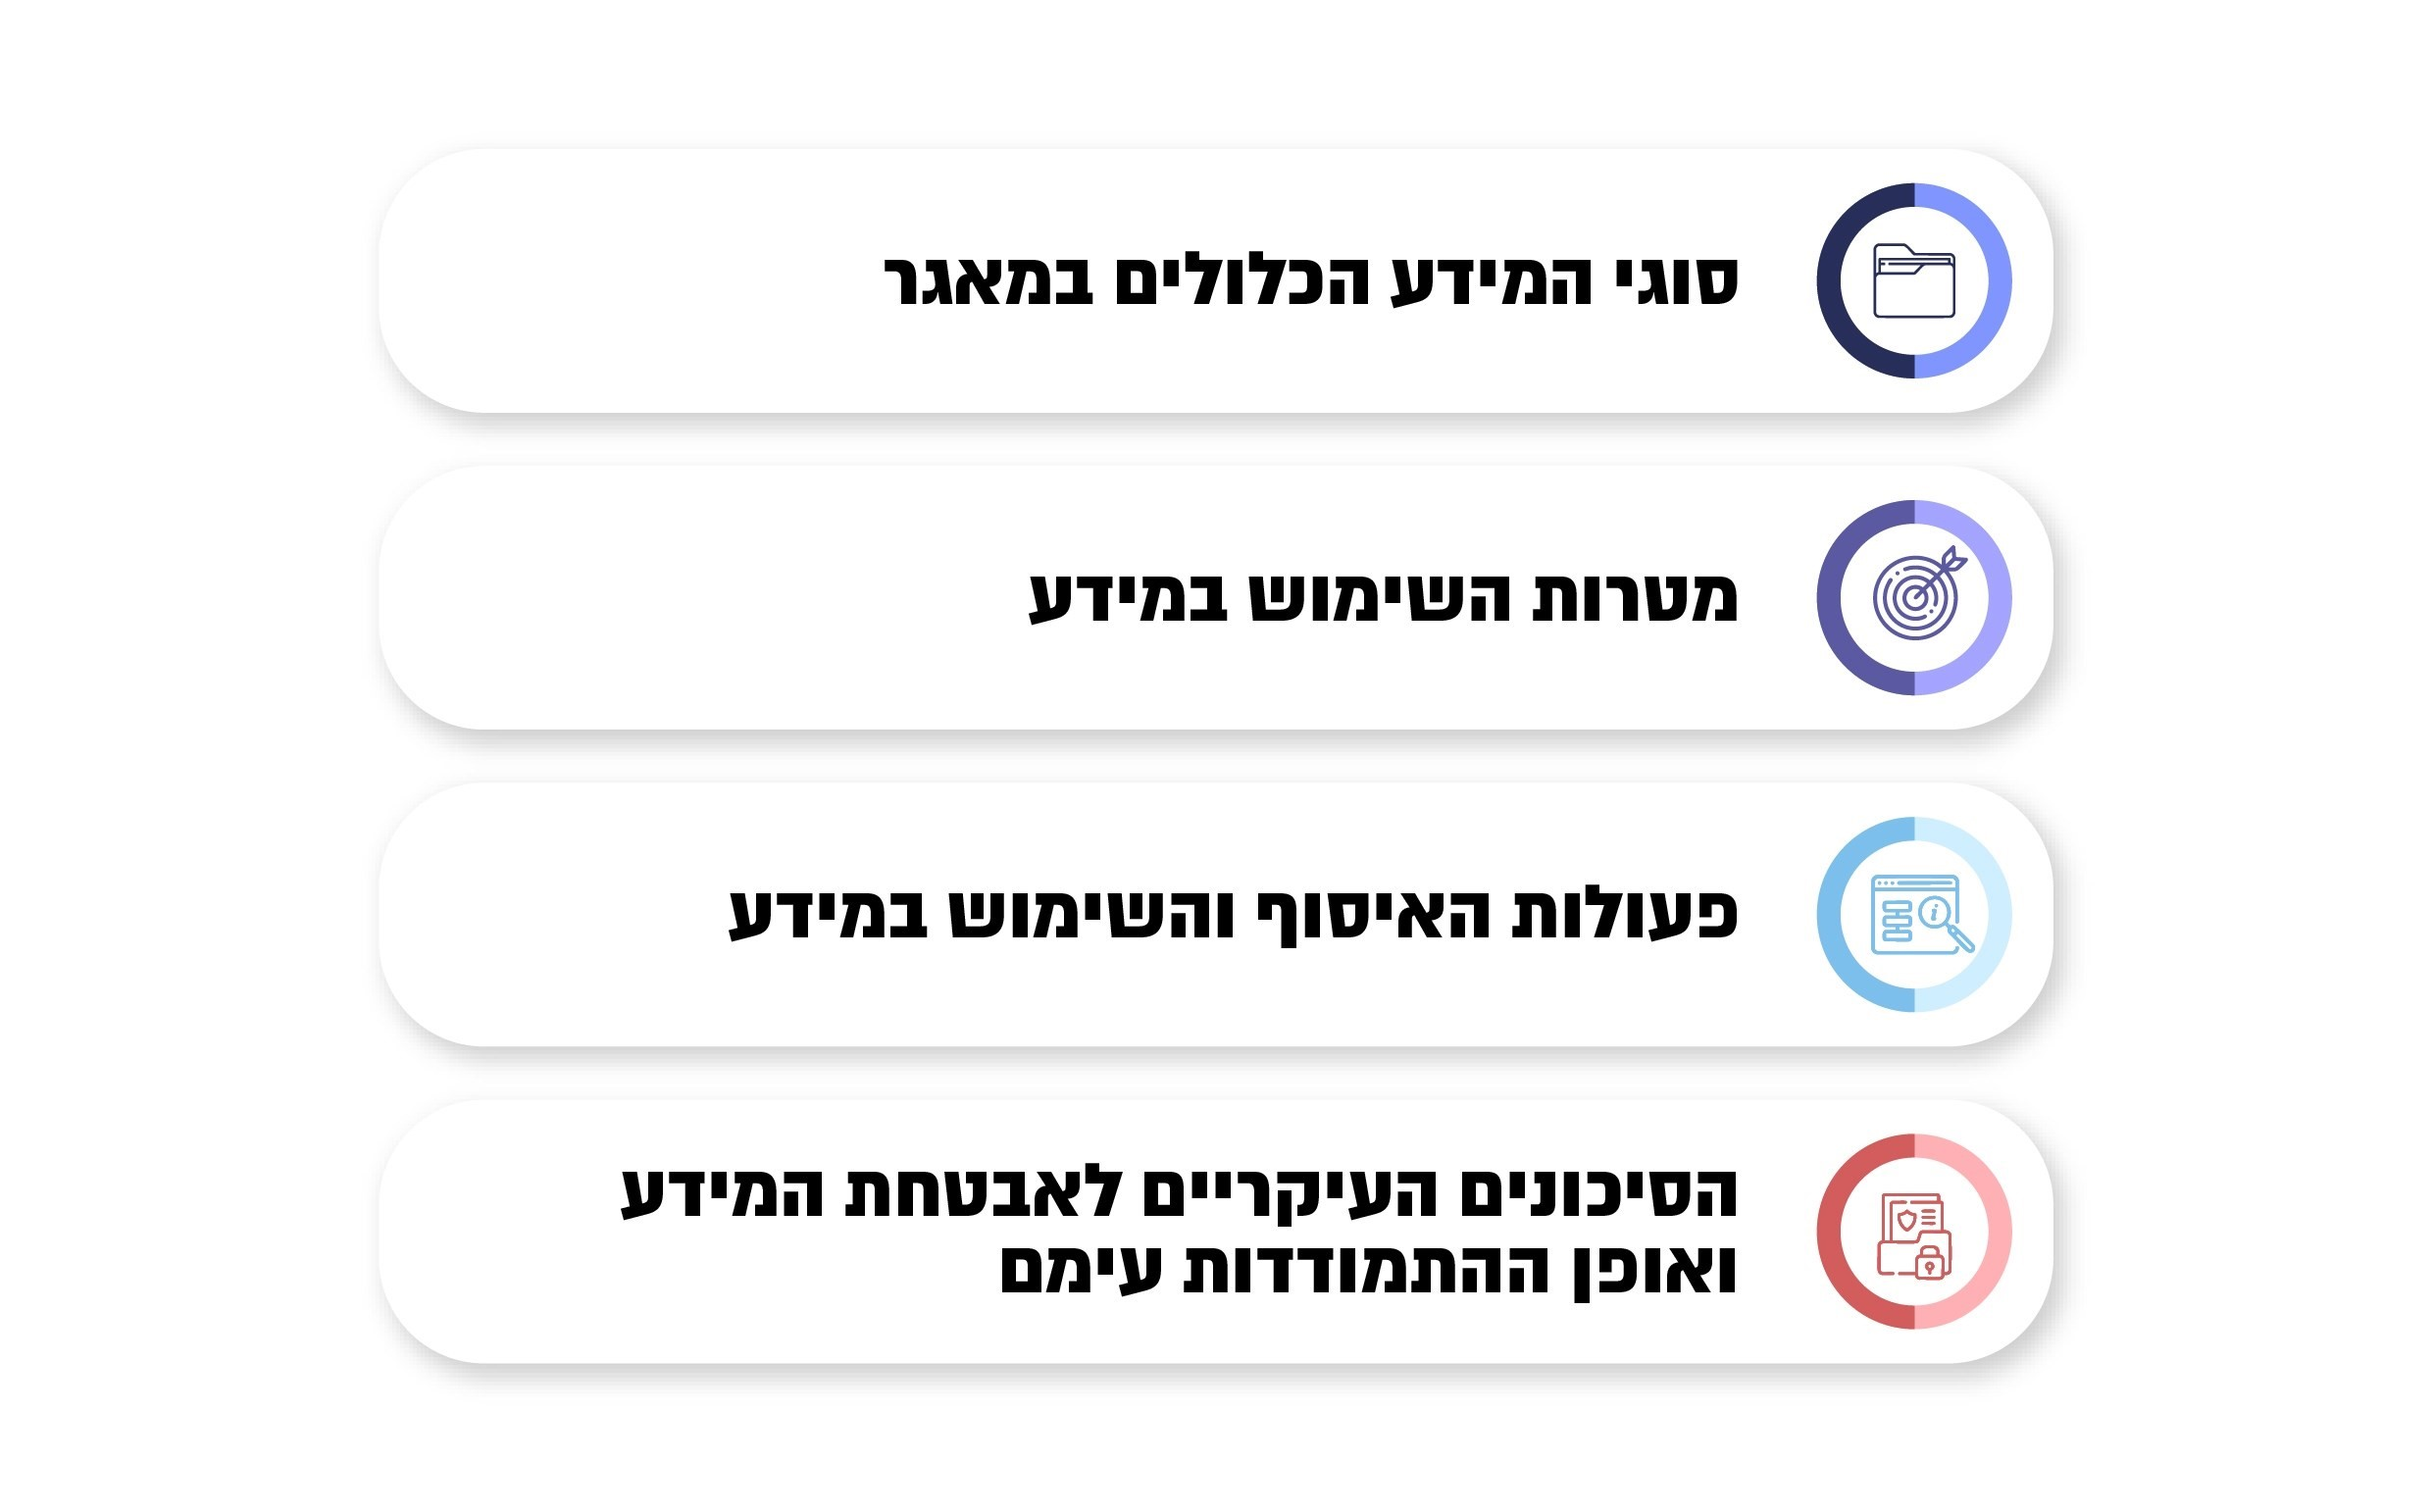 סוגי המידע הכלולים במאגר
מטרות השימוש במידע
פעולות האיסוף והשימוש במידע
הסיכונים העיקריים לאבטחת המידע
ואופן ההתמודדות עימם